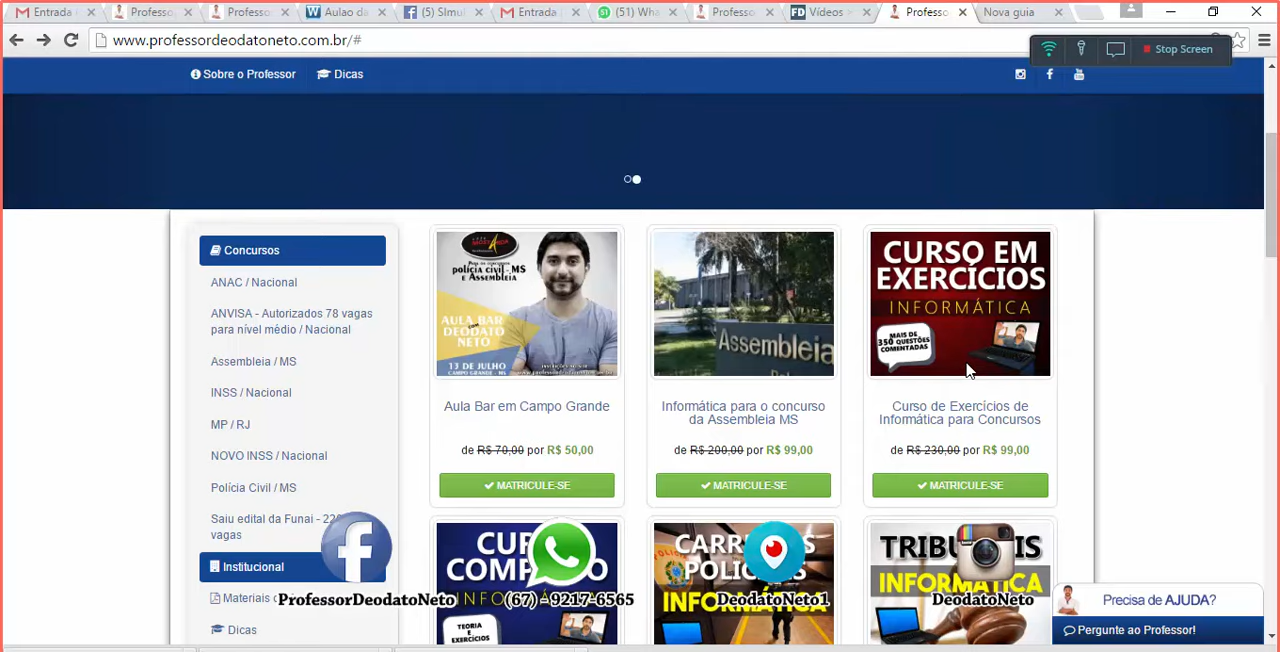 Entrada
Professo
Professo
Aulao da
(5) SImul
Entrada
(51) Wha
Professo
Vídeos >
Professo
Nova guia
www.professordeodatoneto.com.br/#
Stop Screen
Sobre o Professor
Dicas
Concursos
ANAC / Nacional
ANVISA - Autorizados 78 vagas
para nível médio / Nacional
Assembleia / MS
INSS / Nacional
MP / RJ
NOVO INSS / Nacional
Polícia Civil / MS
Saiu edital da Funai - 220
vagas
Institucional
Materiais
Dicas
polícia civil-MS
e Assembleia
AULA BAR
DEODATO
NETO
13 DE JULHO
CAMPO GRANDE - MS
Aula Bar em Campo Grande
de R$ 70,00 por R$ 50,00
MATRICULE-SE
Assembleia
Informática para o concurso
da Assembleia MS
de R$ 200,00 por R$ 99,00
MATRICULE-SE
CURSO EM
EXERCÍCIOS
INFORMÁTICA
MAIS DE
350 QUESTÕES
COMENTADAS
Curso de Exercícios de
Informática para Concursos
de R$ 230,00 por R$ 99,00
MATRICULE-SE
TEORIA
E
EXERCÍCIOS
INFORMÁTICA
INFORMÁTICA
ProfessorDeodatoNeto
(67) - 9217-6565
DeodatoNeto1
DeodatoNeto
Precisa de AJUDA?
Pergunte ao Professor!